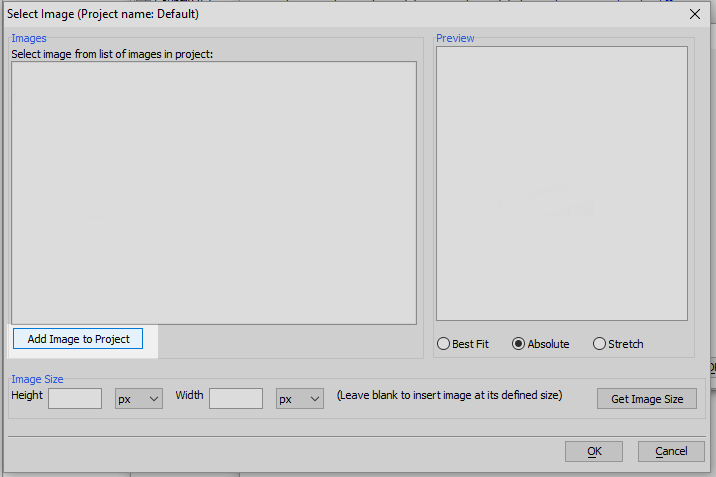 Select Image (Project name: Default)
Images
Select image from list of images in project:
Preview
Add Image to Project
Best Fit
Absolute
Stretch
Image Size
Height
px
Width
px
(Leave blank to insert image at its defined size)
Get Image Size
OK
Cancel